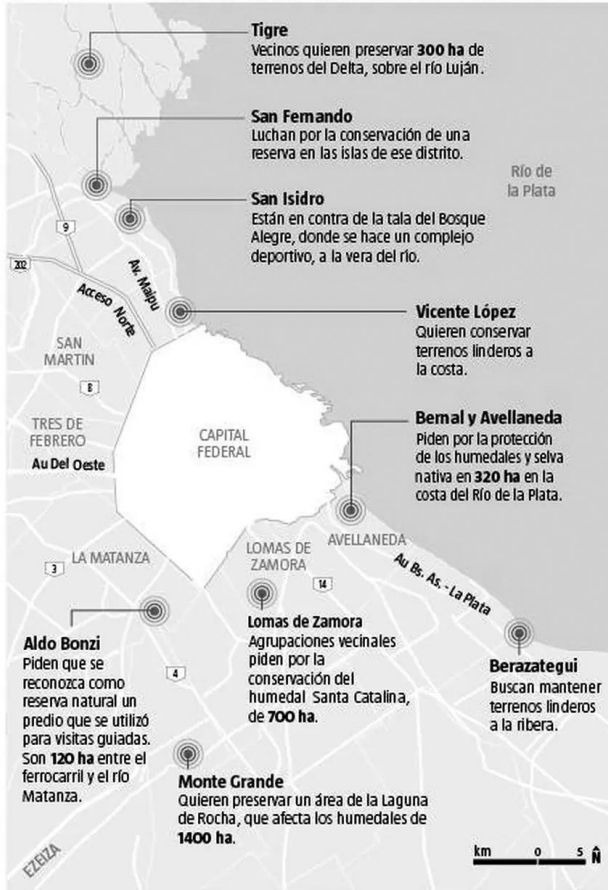 Tigre
Vecinos quieren preservar 300 ha de
terrenos del Delta, sobre el río Luján.
San Fernando
Luchan por la conservación de una
reserva en las islas de ese distrito.
Río de
la Plata
San Isidro
Están en contra de la tala del Bosque
Alegre, donde se hace un complejo
deportivo, a la vera del río.
9
202
Av. Maipu
Acceso Norte
Vicente López
Quieren conservar
terrenos linderos a
la costa.
SAN
MARTIN
8
TRES DE
FEBRERO
Au Del Oeste
CAPITAL
FEDERAL
Bernal y Avellaneda
Piden por la protección
de los humedales y selva
nativa en 320 ha en la
costa del Río de la Plata.
LA MATANZA
3
LOMAS DE
ZAMORA
AVELLANEDA
14
Au Bs. As. - La Plata
Aldo Bonzi
Piden que se
reconozca como
reserva natural un
predio que se utilizó
para visitas guiadas.
Son 120 ha entre el
ferrocarril y el río
Matanza.
4
Lomas de Zamora
Agrupaciones vecinales
piden por la
conservación del
humedal Santa Catalina,
de 700 ha.
Berazategui
Buscan mantener
terrenos linderos
a la ribera.
Monte Grande
Quieren preservar un área de la Laguna
de Rocha, que afecta los humedales de
1400 ha.
EZEIZA
km 0 5 N